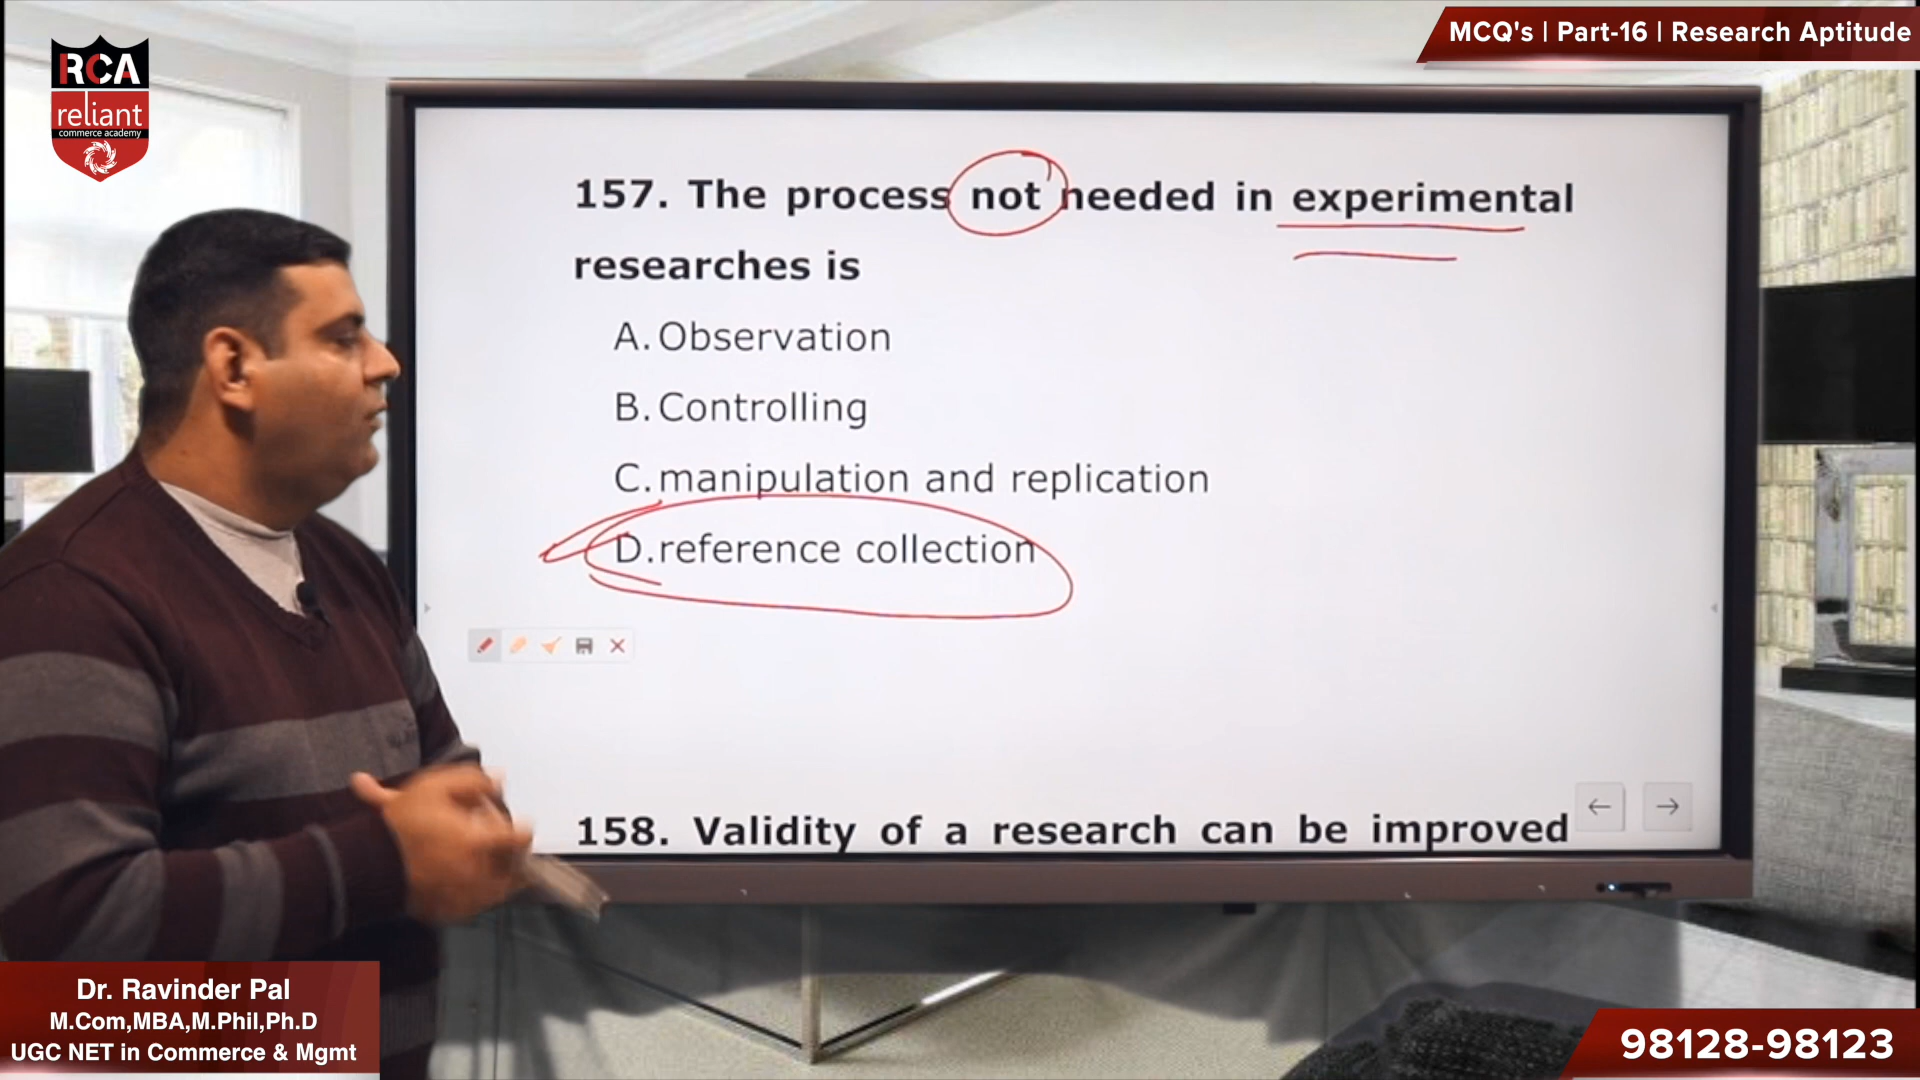 MCQ's | Part-16 | Research Aptitude
RCA
reliant
commerce academy
157. The process not needed in experimental
researches is
A. Observation
B. Controlling
C. manipulation and replication
D. reference collection
158. Validity of a research can be improved
Dr. Ravinder Pal
M.Com,MBA,M.Phil,Ph.D
UGC NET in Commerce & Mgmt
98128-98123